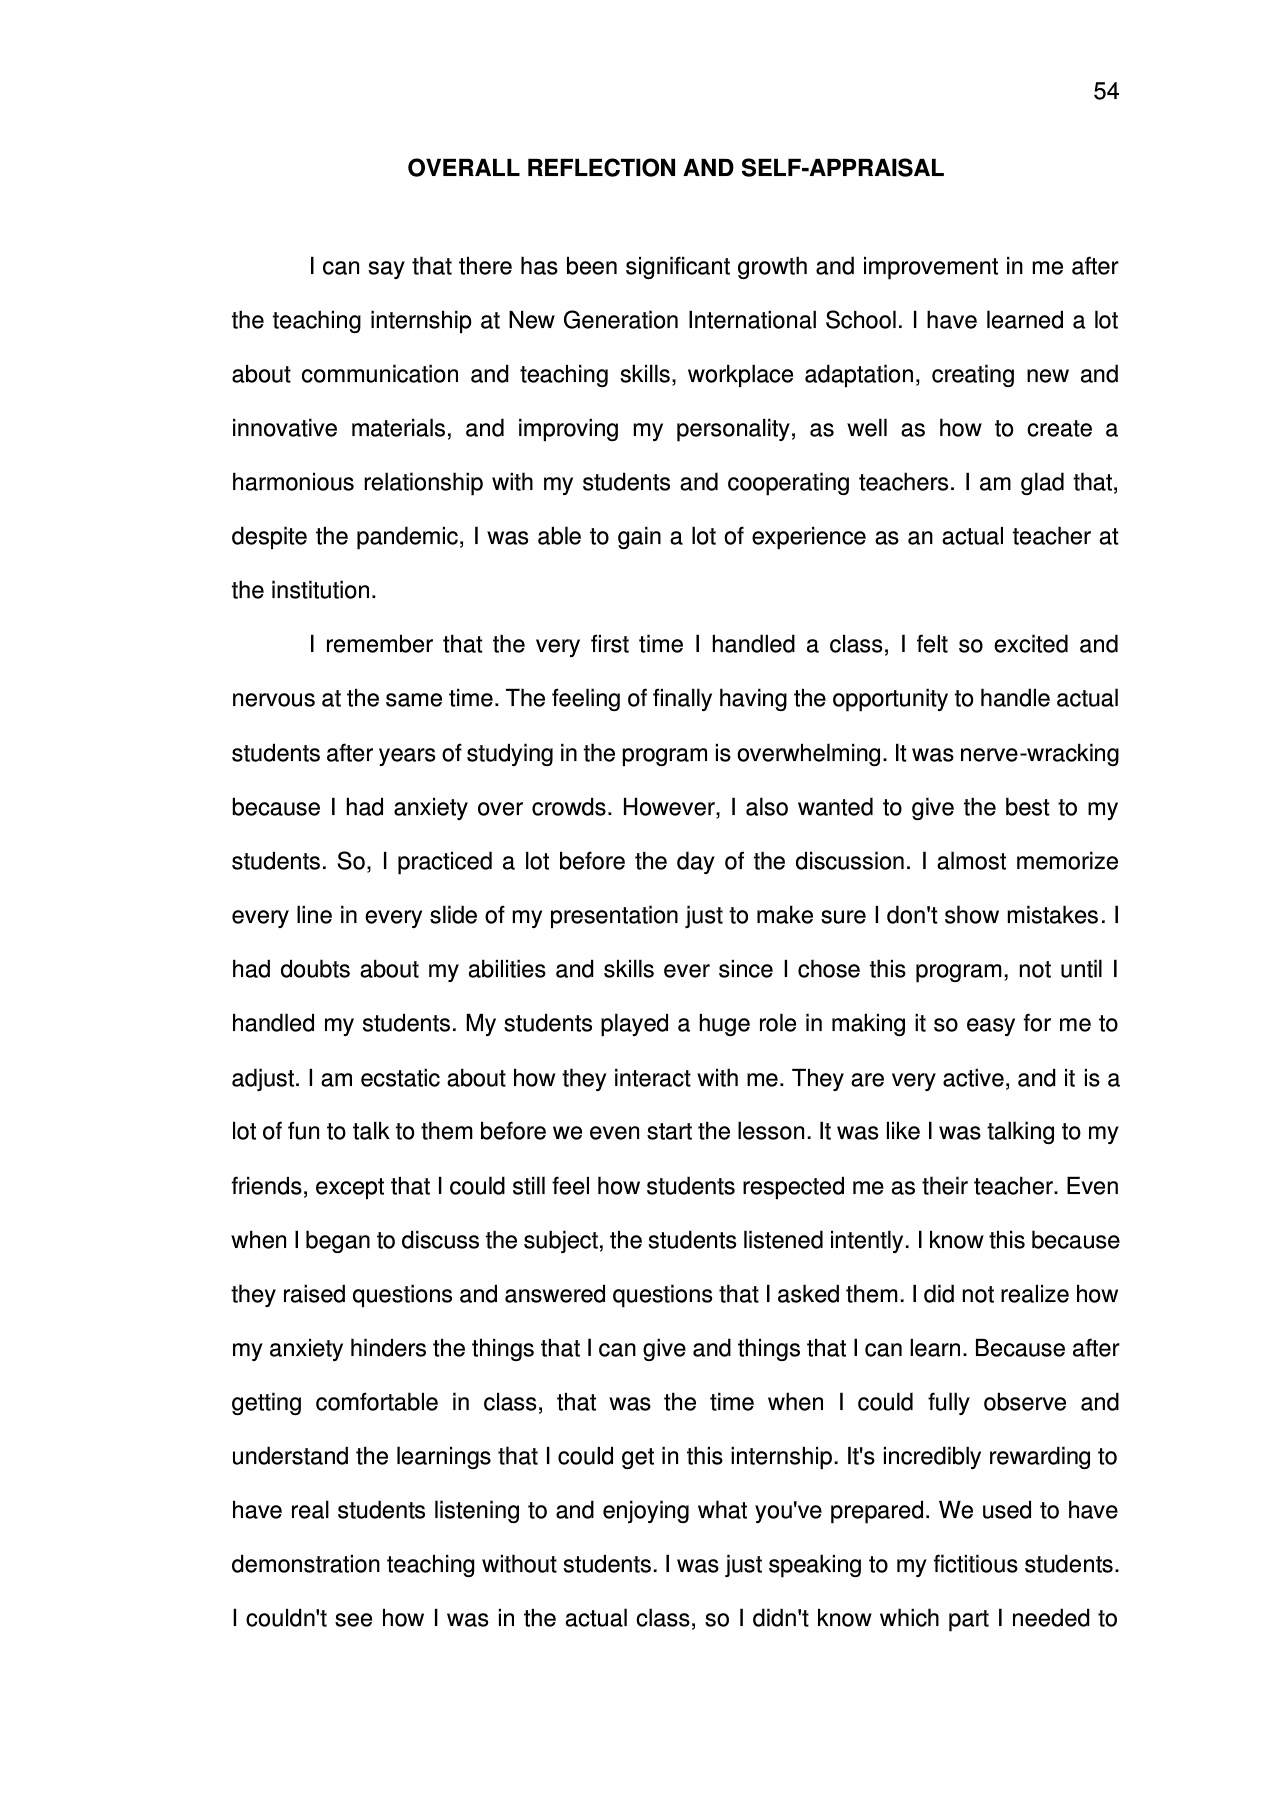 54
OVERALL REFLECTION AND SELF-APPRAISAL
I can say that there has been significant growth and improvement in me after
the teaching internship at New Generation International School. I have learned a lot
about communication and teaching skills, workplace adaptation, creating new and
innovative materials, and improving my personality, as well as how to create a
harmonious relationship with my students and cooperating teachers. I am glad that,
despite the pandemic, I was able to gain a lot of experience as an actual teacher at
the institution.
I remember that the very first time I handled a class, I felt so excited and
nervous at the same time. The feeling of finally having the opportunity to handle actual
students after years of studying in the program is overwhelming. It was nerve-wracking
because I had anxiety over crowds. However, I also wanted to give the best to my
students. So, I practiced a lot before the day of the discussion. I almost memorize
every line in every slide of my presentation just to make sure I don't show mistakes. I
had doubts about my abilities and skills ever since I chose this program, not until I
handled my students. My students played a huge role in making it so easy for me to
adjust. I am ecstatic about how they interact with me. They are very active, and it is a
lot of fun to talk to them before we even start the lesson. It was like I was talking to my
friends, except that I could still feel how students respected me as their teacher. Even
when I began to discuss the subject, the students listened intently. I know this because
they raised questions and answered questions that I asked them. I did not realize how
my anxiety hinders the things that I can give and things that I can learn. Because after
getting comfortable in class, that was the time when I could fully observe and
understand the learnings that I could get in this internship. It's incredibly rewarding to
have real students listening to and enjoying what you've prepared. We used to have
demonstration teaching without students. I was just speaking to my fictitious students.
I couldn't see how I was in the actual class, so I didn't know which part I needed to